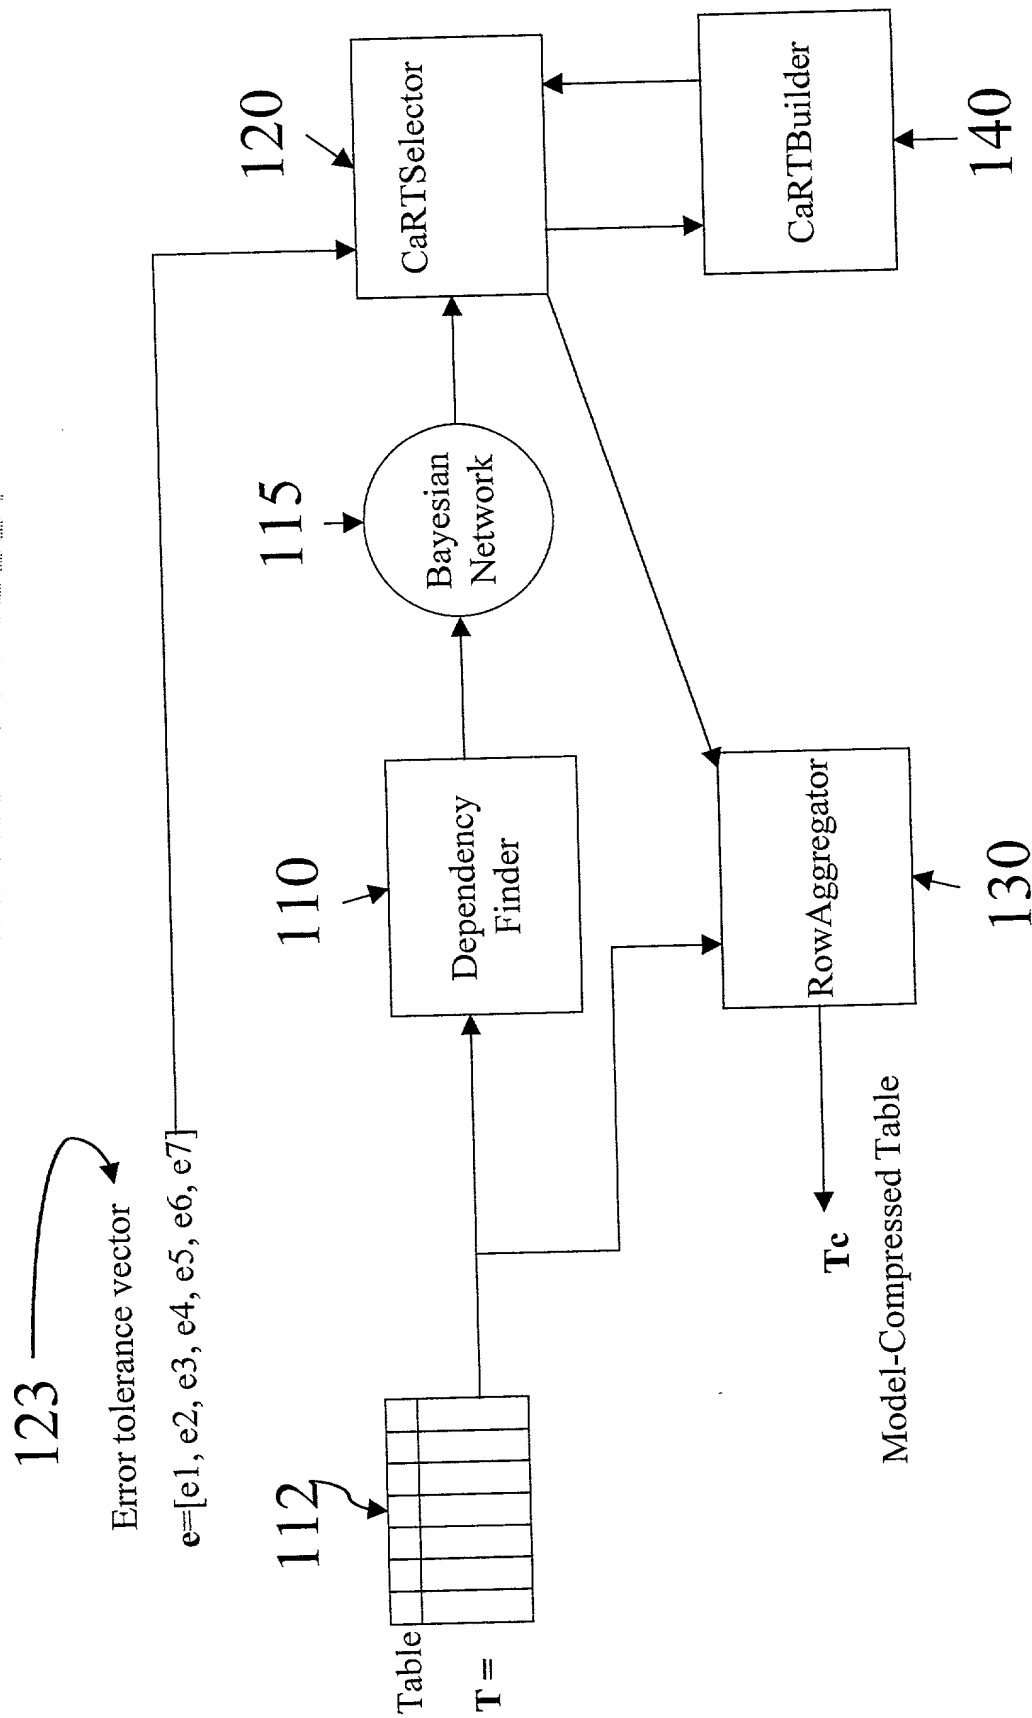 123
Error tolerance vector
e=[e1, e2, e3, e4, e5, e6, e7]
112
Table
T =
110
Dependency
Finder
115
Bayesian
Network
120
CaRTSelector
CaRTBuilder
140
RowAggregator
130
Tc
Model-Compressed Table